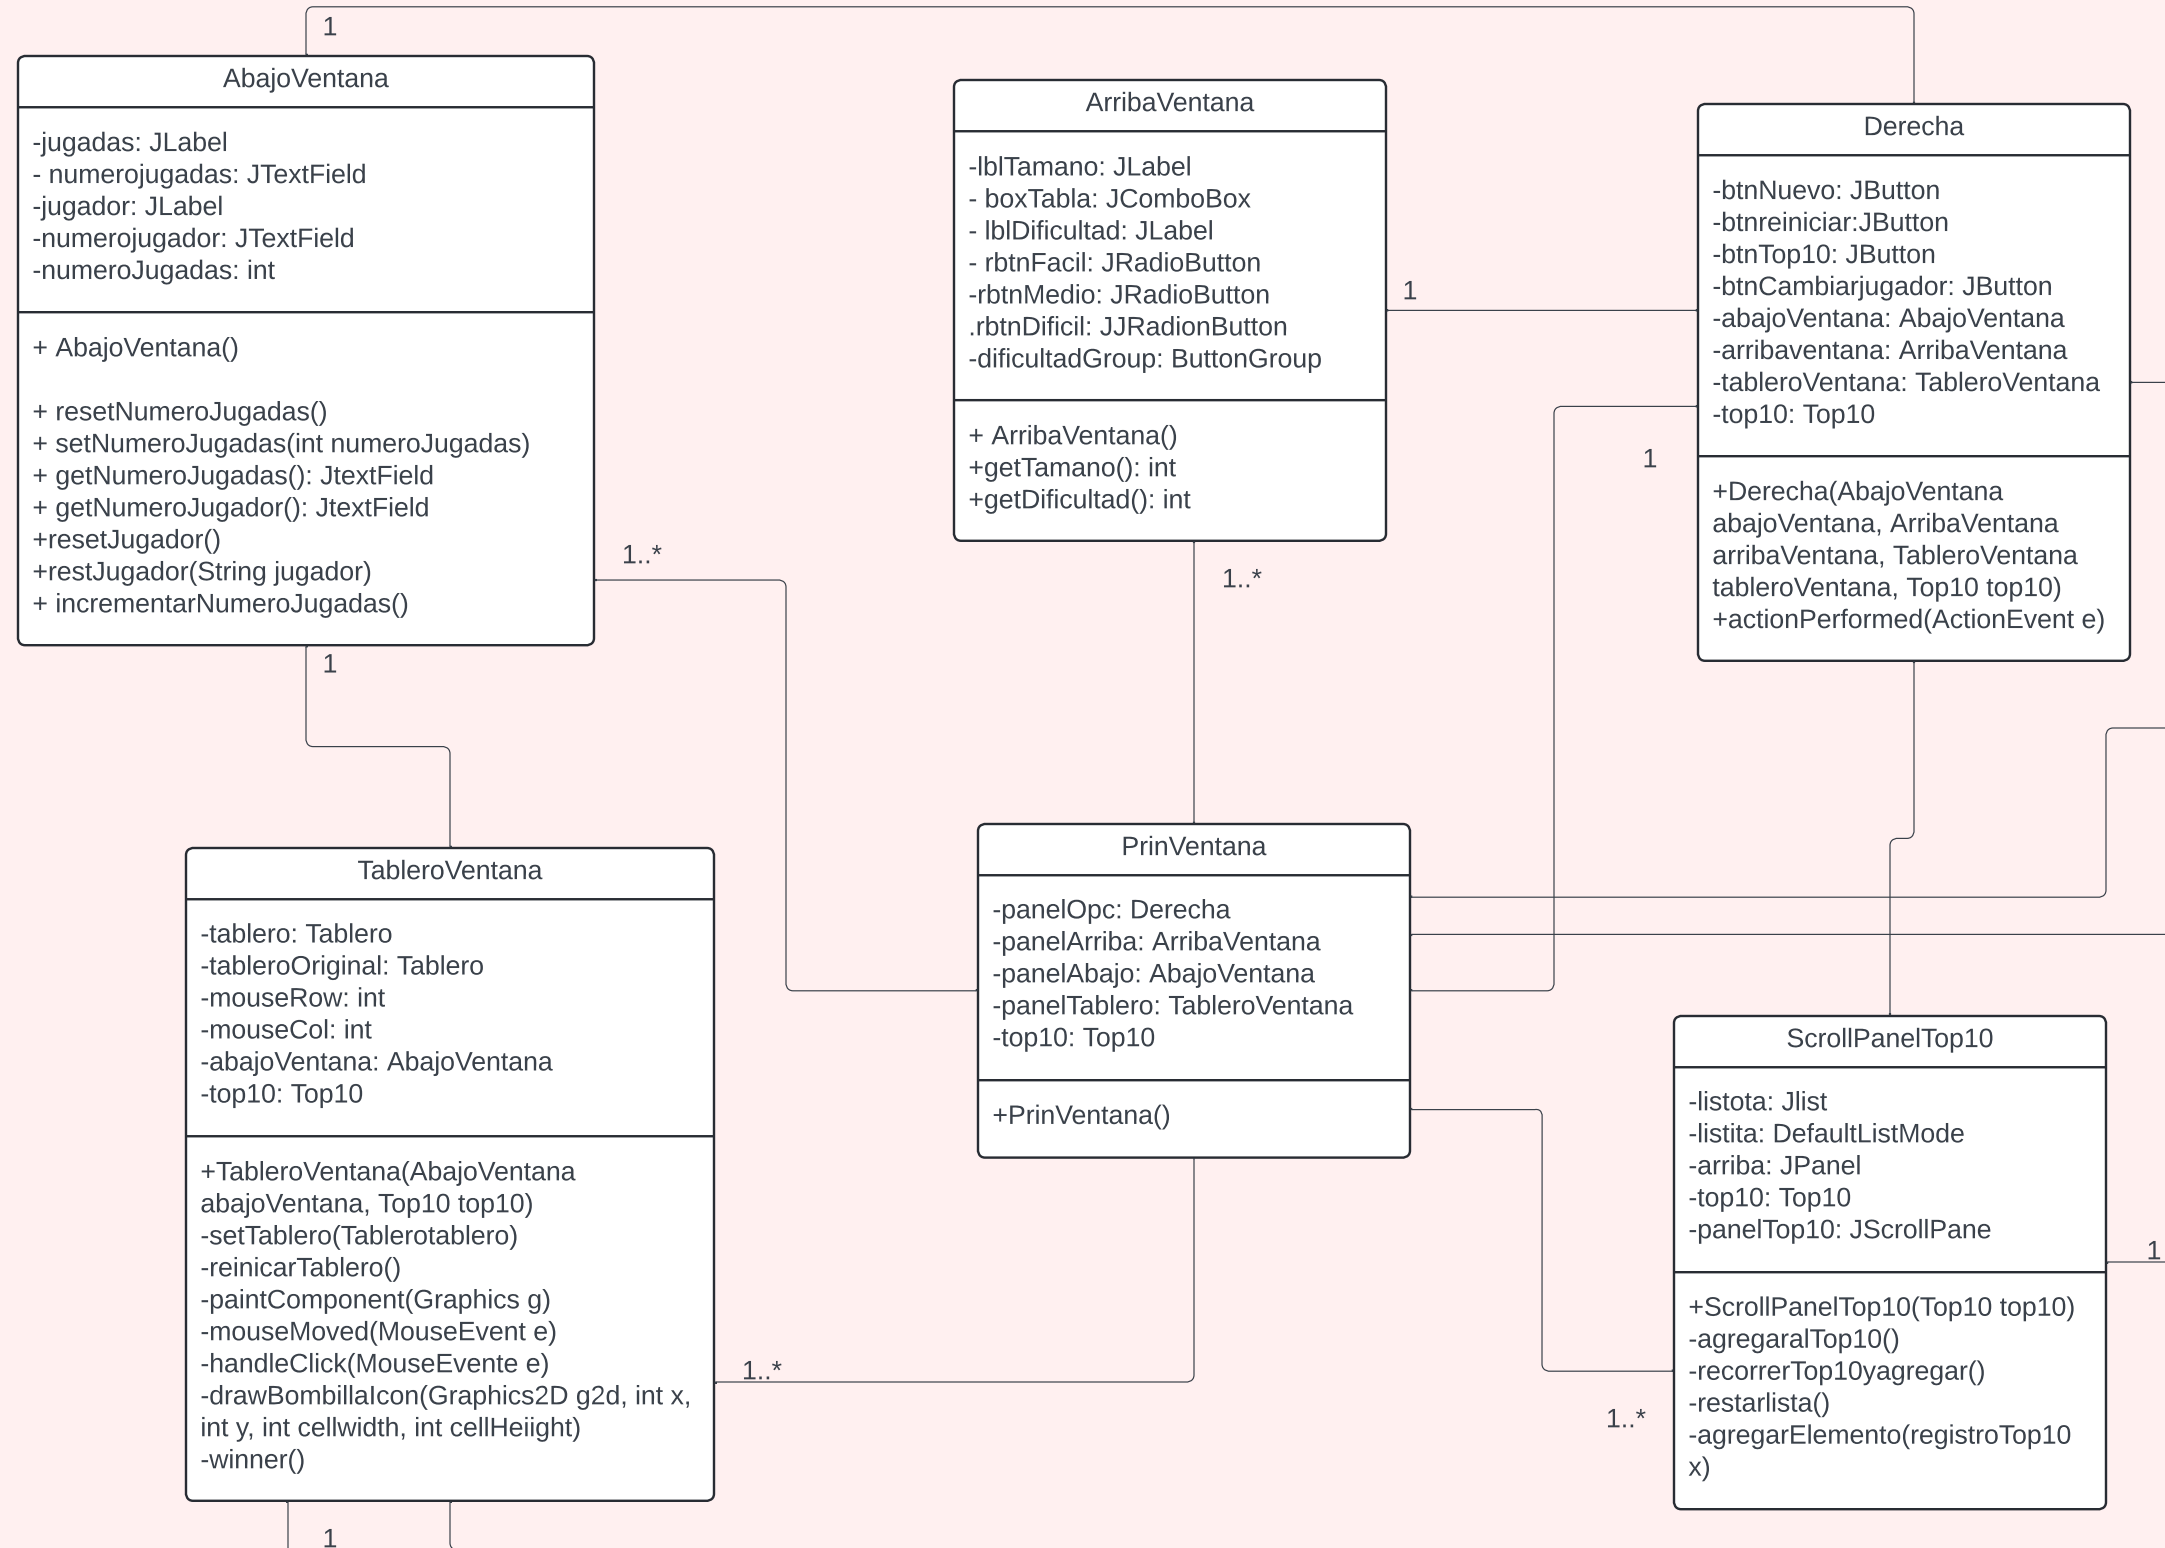 1
AbajoVentana
-jugadas: JLabel
- numerojugadas: JTextField
-jugador: JLabel
-numerojugador: JTextField
-numeroJugadas: int
+ AbajoVentana()
+ resetNumeroJugadas()
+ setNumeroJugadas(int numeroJugadas)
+ getNumeroJugadas(): JtextField
+ getNumeroJugador(): JtextField
+resetJugador()
+restJugador(String jugador)
+ incrementarNumeroJugadas()
1..*
1
ArribaVentana
-lblTamano: JLabel
- boxTabla: JComboBox
- lblDificultad: JLabel
- rbtnFacil: JRadioButton
-rbtnMedio: JRadioButton
.rbtnDificil: JJRadionButton
-dificultadGroup: ButtonGroup
+ ArribaVentana()
+getTamano(): int
+getDificultad(): int
1
1..*
Derecha
-btnNuevo: JButton
-btnreiniciar:JButton
-btnTop10: JButton
-btnCambiarjugador: JButton
-abajoVentana: AbajoVentana
-arribaventana: ArribaVentana
-tableroVentana: TableroVentana
-top10: Top10
+Derecha(AbajoVentana
abajoVentana, ArribaVentana
arribaVentana, TableroVentana
tableroVentana, Top10 top10)
+actionPerformed(ActionEvent e)
1
TableroVentana
-tablero: Tablero
-tableroOriginal: Tablero
-mouseRow: int
-mouseCol: int
-abajoVentana: AbajoVentana
-top10: Top10
+TableroVentana(AbajoVentana
abajoVentana, Top10 top10)
-setTablero(Tablerotablero)
-reinicarTablero()
-paintComponent(Graphics g)
-mouseMoved(MouseEvent e)
-handleClick(MouseEvente e)
-drawBombillaIcon(Graphics2D g2d, int x,
int y, int cellwidth, int cellHeiight)
-winner()
1..*
1
PrinVentana
-panelOpc: Derecha
-panelArriba: ArribaVentana
-panelAbajo: AbajoVentana
-panelTablero: TableroVentana
-top10: Top10
+PrinVentana()
ScrollPanelTop10
-listota: Jlist
-listita: DefaultListMode
-arriba: JPanel
-top10: Top10
-panelTop10: JScrollPane
+ScrollPanelTop10(Top10 top10)
-agregaralTop10()
-recorrerTop10yagregar()
-restarlista()
-agregarElemento(registroTop10
x)
1..*
1